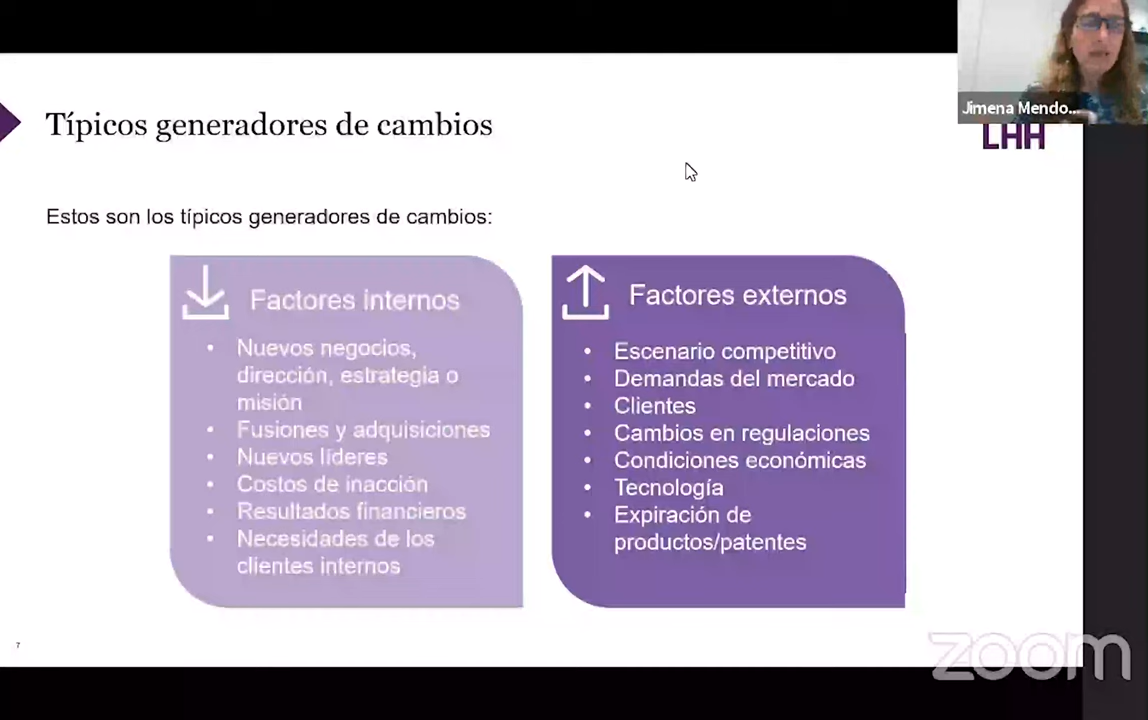 Típicos generadores de cambios
Jimena Mendo...
LHH
Estos son los típicos generadores de cambios:
Factores internos
• Nuevos negocios,
dirección, estrategia o
misión
• Fusiones y adquisiciones
• Nuevos líderes
• Costos de inacción
• Resultados financieros
• Necesidades de los
clientes internos
Factores externos
• Escenario competitivo
• Demandas del mercado
• Clientes
• Cambios en regulaciones
• Condiciones económicas
• Tecnología
• Expiración de
productos/patentes
7
zoom